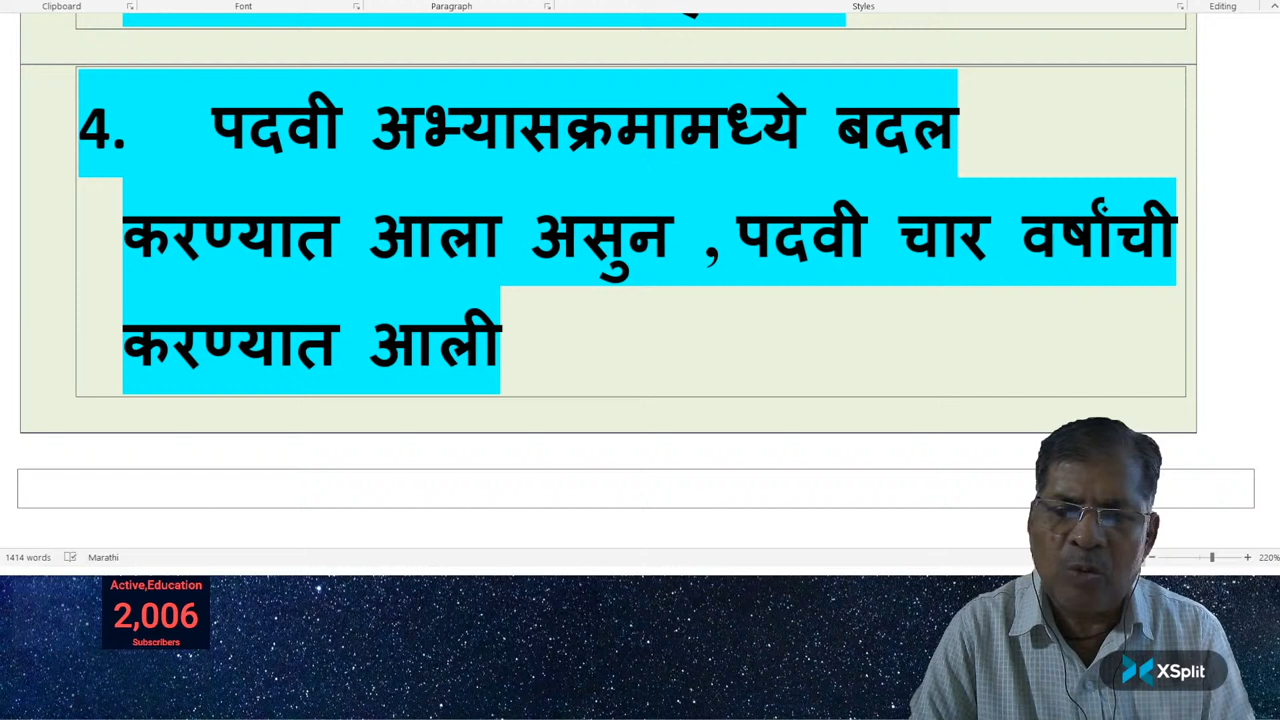 Clipboard Font Paragraph Styles Editing
4. पदवी अभ्यासक्रमामध्ये बदल
करण्यात आला असुन , पदवी चार वर्षांची
करण्यात आली
1414 words Marathi 220%
Active,Education
2,006
Subscribers
XSplit